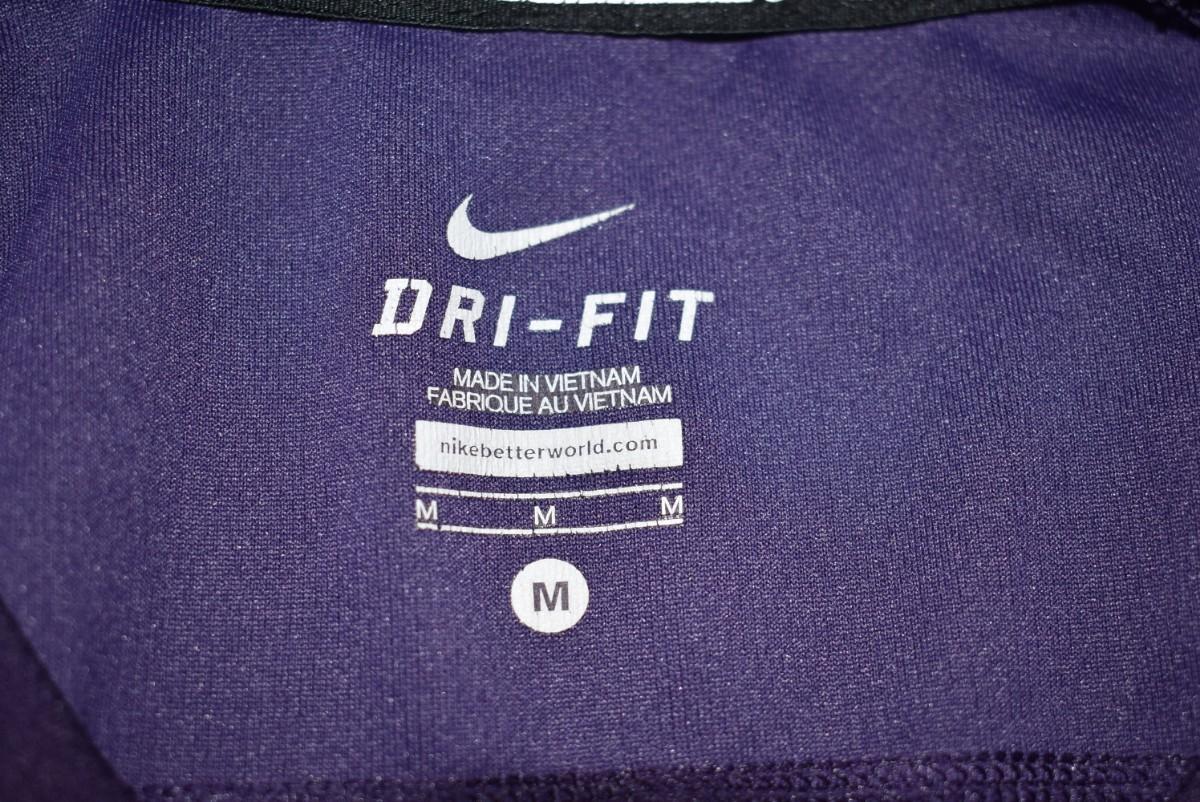 DRI-FIT
MADE IN VIETNAM
FABRIQUE AU VIETNAM
nikebetterworld.com
M M M
M